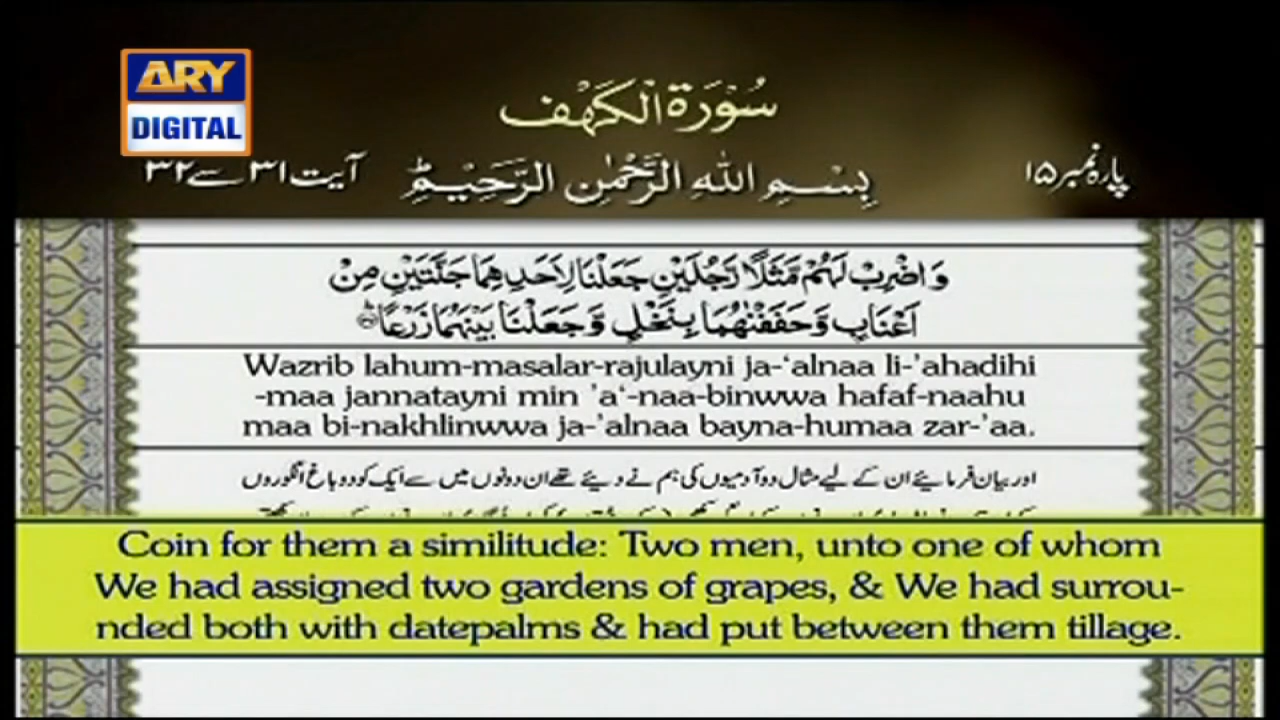 ARY
DIGITAL
سُوْرَةُ الْكَهْف
پارہ نمبر ۱۵
بِسْمِ اللهِ الرَّحْمٰنِ الرَّحِيْمِ
آیت ۳۱ سے ۳۲
وَاضْرِبْ لَهُمْ مَّثَلًا رَّجُلَيْنِ جَعَلْنَا لِاَحَدِهِمَا جَنَّتَيْنِ مِنْ
اَعْنَابٍ وَّحَفَفْنٰهُمَا بِنَخْلٍ وَّجَعَلْنَا بَيْنَهُمَا زَرْعًا
Wazrib lahum-masalar-rajulayni ja-‘alnaa li-’ahadihi
-maa jannatayni min ’a‘-naa-binwwa hafaf-naahu
maa bi-nakhlinwwa ja-’alnaa bayna-humaa zar-’aa.
اور بیان فرمایئے ان کے لیے مثال دو آدمیوں کی ہم نے دیئے تھے ان دونوں میں سے ایک کو دو باغ انگوروں
Coin for them a similitude: Two men, unto one of whom
We had assigned two gardens of grapes, & We had surrou-
nded both with datepalms & had put between them tillage.